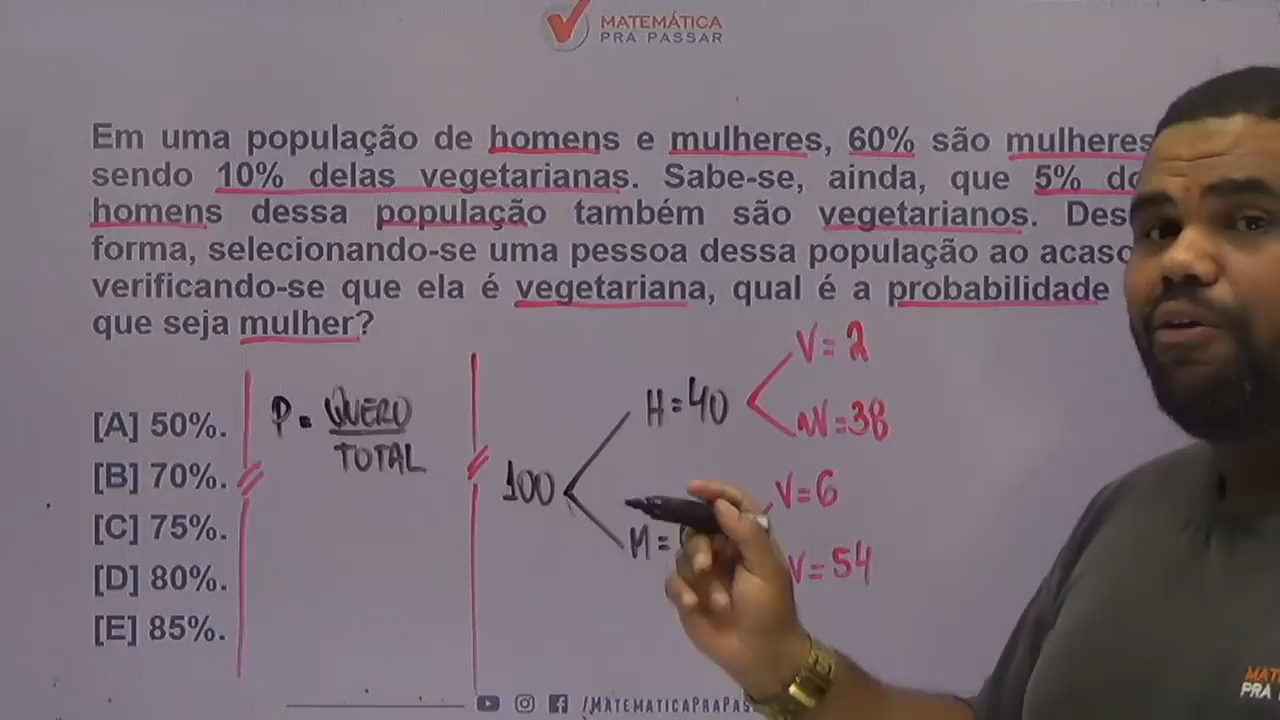 MATEMÁTICA
PRA PASSAR
Em uma população de homens e mulheres, 60% são mulheres
sendo 10% delas vegetarianas. Sabe-se, ainda, que 5% do
homens dessa população também são vegetarianos. Des
forma, selecionando-se uma pessoa dessa população ao acaso
verificando-se que ela é vegetariana, qual é a probabilidade
que seja mulher?
[A] 50%.
[B] 70%.
[C] 75%.
[D] 80%.
[E] 85%.
P = QUERO
TOTAL
100
H = 40
V = 2
NV = 38
M =
V = 6
V = 54
MAT
PRA
/MATEMATICAPRAPAS